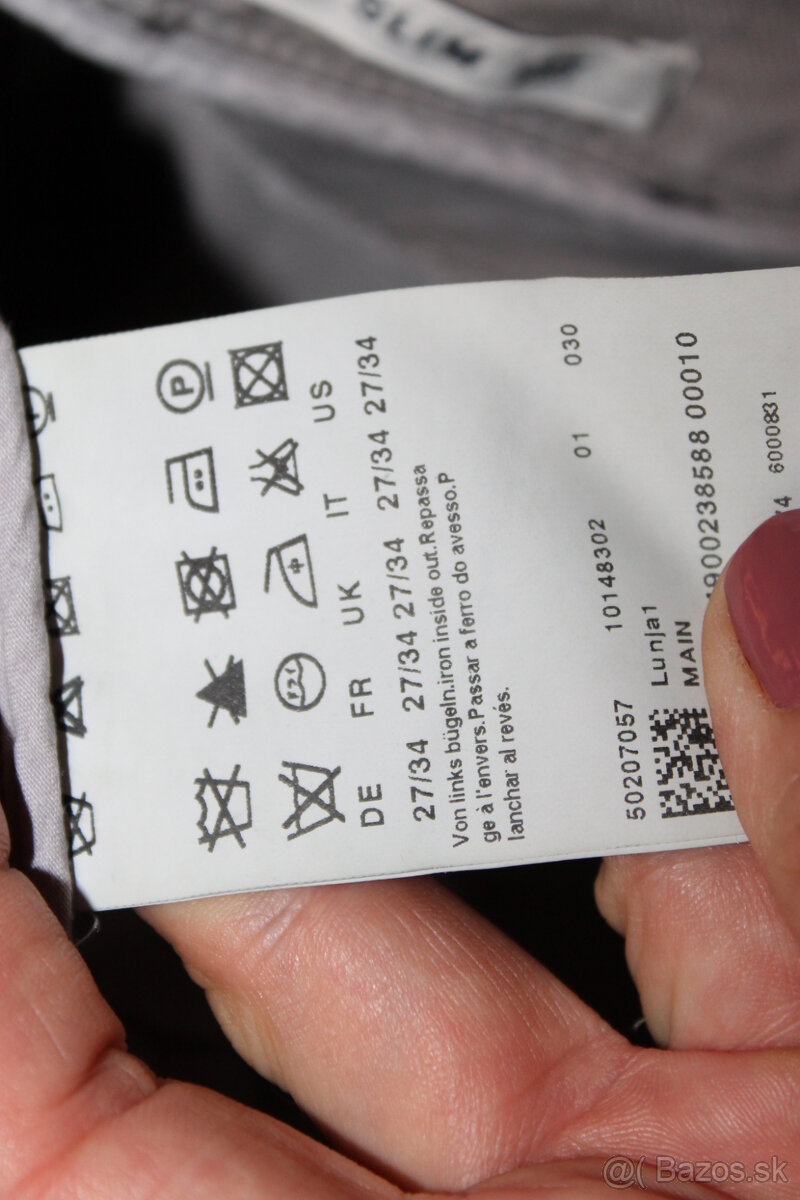 SLIM
P
DE FR UK IT US
27/34 27/34 27/34 27/34 27/34
Von links bügeln.iron inside out.Repassa
ge à l'envers.Passar a ferro do avesso.P
lanchar al revés.
50207057 10148302 01 030
Lunja1
MAIN 1900238588 00010
6000831
@( Bazos.sk